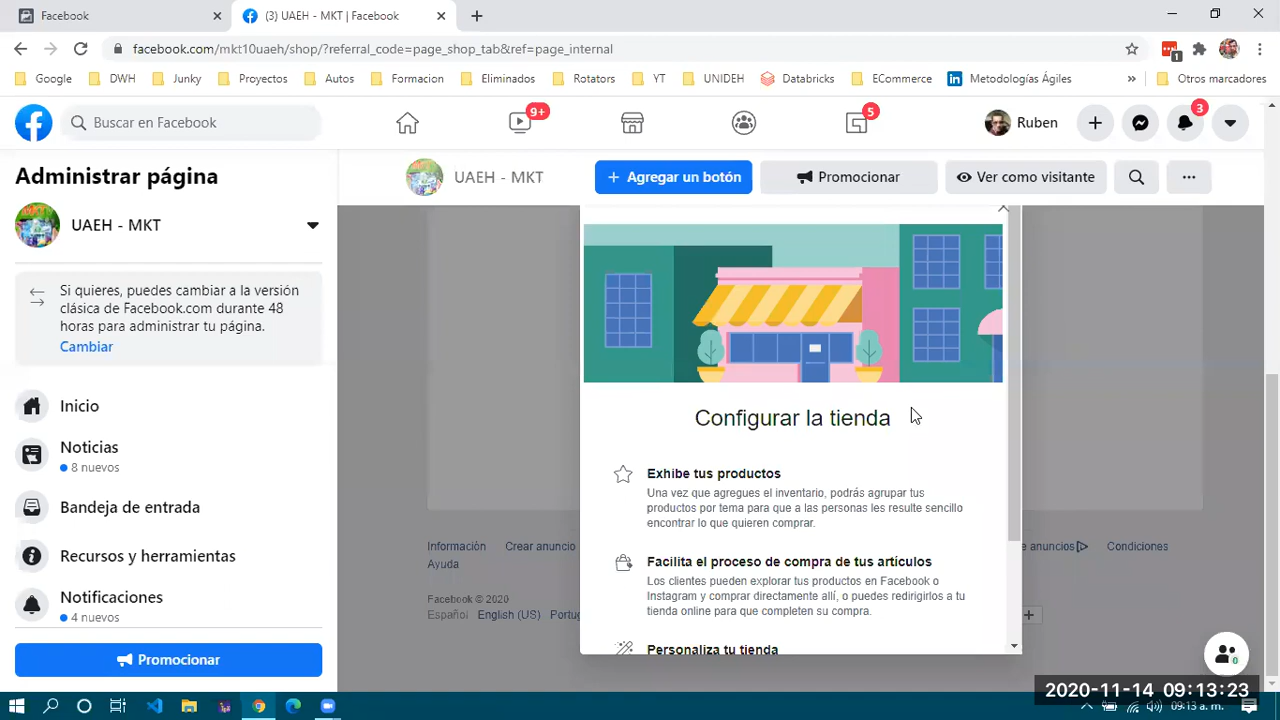 Facebook
(3) UAEH - MKT | Facebook
facebook.com/mkt10uaeh/shop/?referral_code=page_shop_tab&ref=page_internal
1
Google
DWH
Junky
Proyectos
Autos
Formacion
Eliminados
Rotators
YT
UNIDEH
Databricks
ECommerce
Metodologías Ágiles
»
Otros marcadores
Buscar en Facebook
9+
5
Ruben
3
Administrar página
UAEH - MKT
Si quieres, puedes cambiar a la versión
clásica de Facebook.com durante 48
horas para administrar tu página.
Cambiar
Inicio
Noticias
8 nuevos
Bandeja de entrada
Recursos y herramientas
Notificaciones
4 nuevos
Promocionar
UAEH - MKT
+ Agregar un botón
Promocionar
Ver como visitante
Configurar la tienda
Exhibe tus productos
Una vez que agregues el inventario, podrás agrupar tus
productos por tema para que a las personas les resulte sencillo
encontrar lo que quieren comprar.
Facilita el proceso de compra de tus artículos
Los clientes pueden explorar tus productos en Facebook o
Instagram y comprar directamente allí, o puedes redirigirlos a tu
tienda online para que completen su compra.
Personaliza tu tienda
Información
Crear anuncio
e anuncios
Condiciones
Ayuda
Facebook © 2020
Español
English (US)
Portug
0
2020-11-14 09:13:23
09:13 a. m.